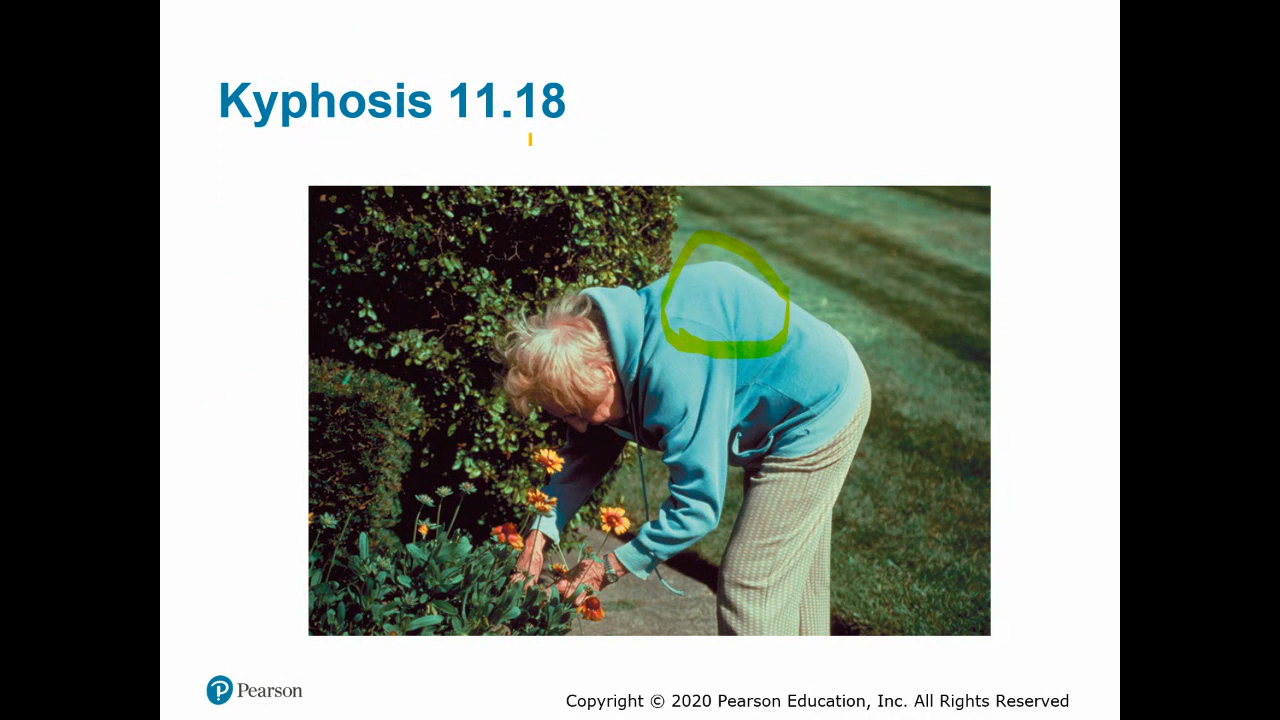 Kyphosis 11.18
Pearson
Copyright © 2020 Pearson Education, Inc. All Rights Reserved